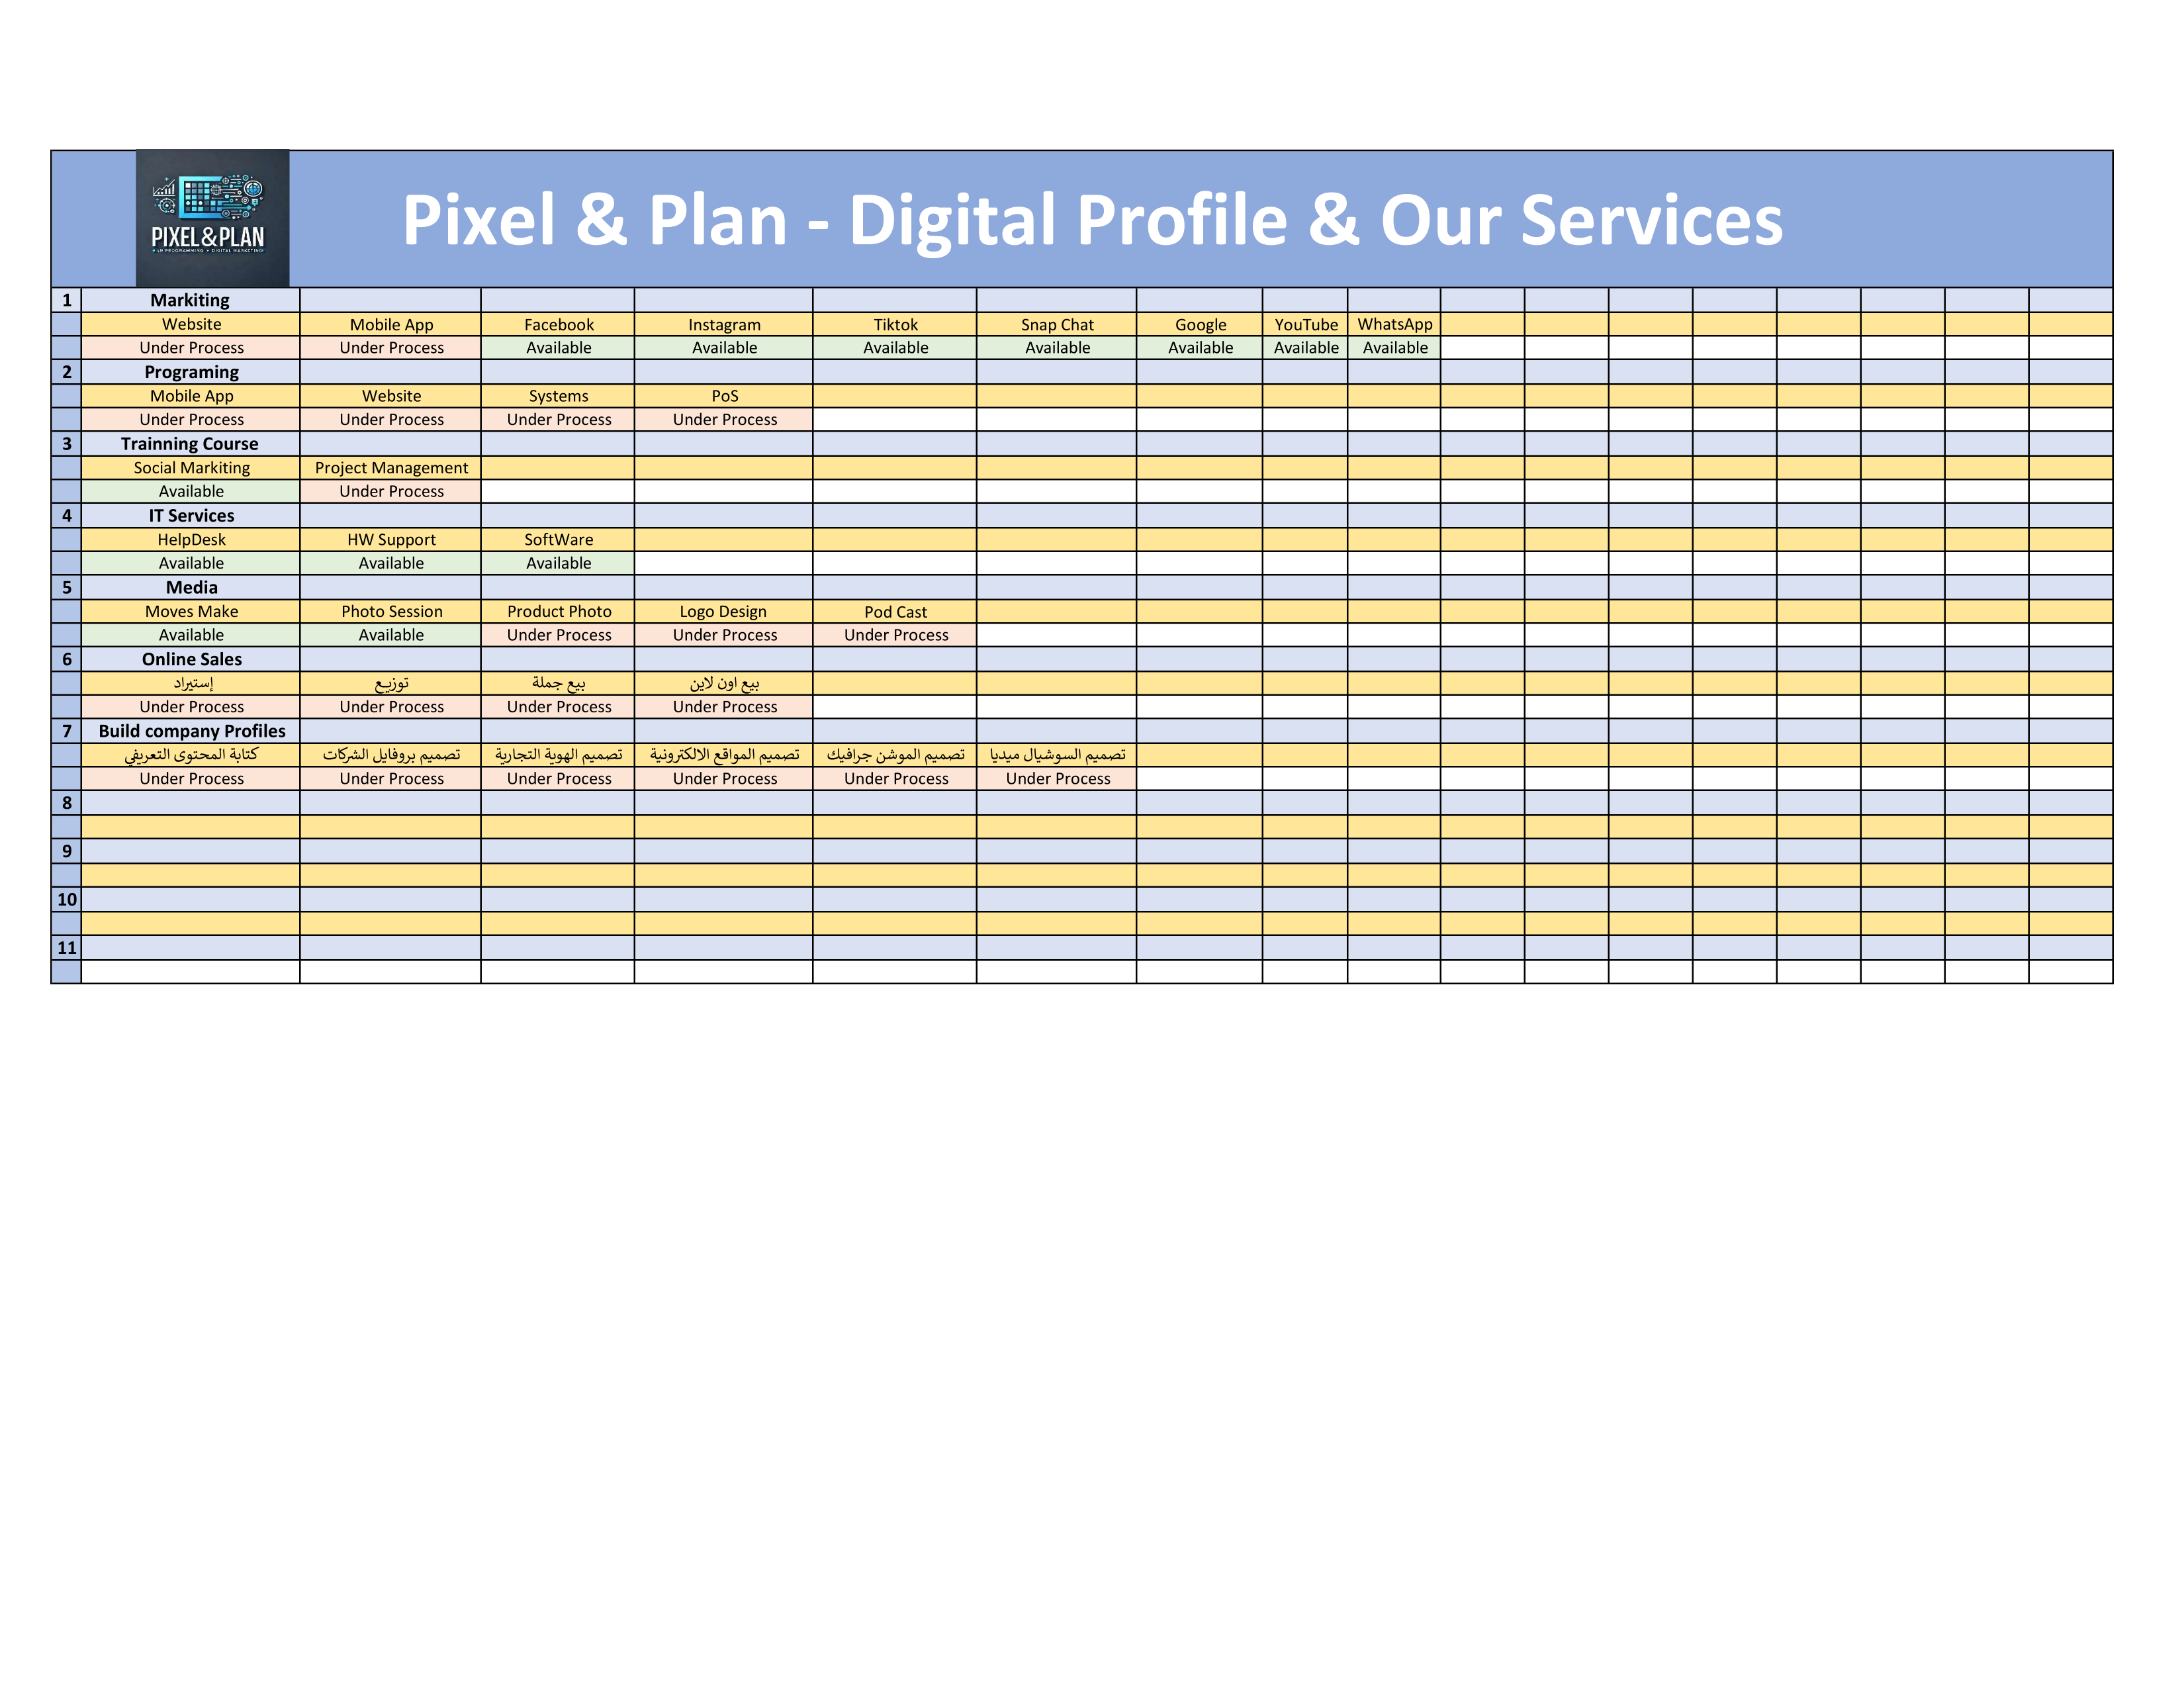 PIXEL&PLAN
IN PROGRAMMING + DIGITAL MARKETING
Pixel & Plan - Digital Profile & Our Services
1 Markiting
Website Mobile App Facebook Instagram Tiktok Snap Chat Google YouTube WhatsApp
Under Process Under Process Available Available Available Available Available Available Available
2 Programing
Mobile App Website Systems PoS
Under Process Under Process Under Process Under Process
3 Trainning Course
Social Markiting Project Management
Available Under Process
4 IT Services
HelpDesk HW Support SoftWare
Available Available Available
5 Media
Moves Make Photo Session Product Photo Logo Design Pod Cast
Available Available Under Process Under Process Under Process
6 Online Sales
إستيراد توزيع بيع جملة بيع اون لاين
Under Process Under Process Under Process Under Process
7 Build company Profiles
كتابة المحتوى التعريفي تصميم بروفايل الشركات تصميم الهوية التجارية تصميم المواقع الالكترونية تصميم الموشن جرافيك تصميم السوشيال ميديا
Under Process Under Process Under Process Under Process Under Process Under Process
8
9
10
11